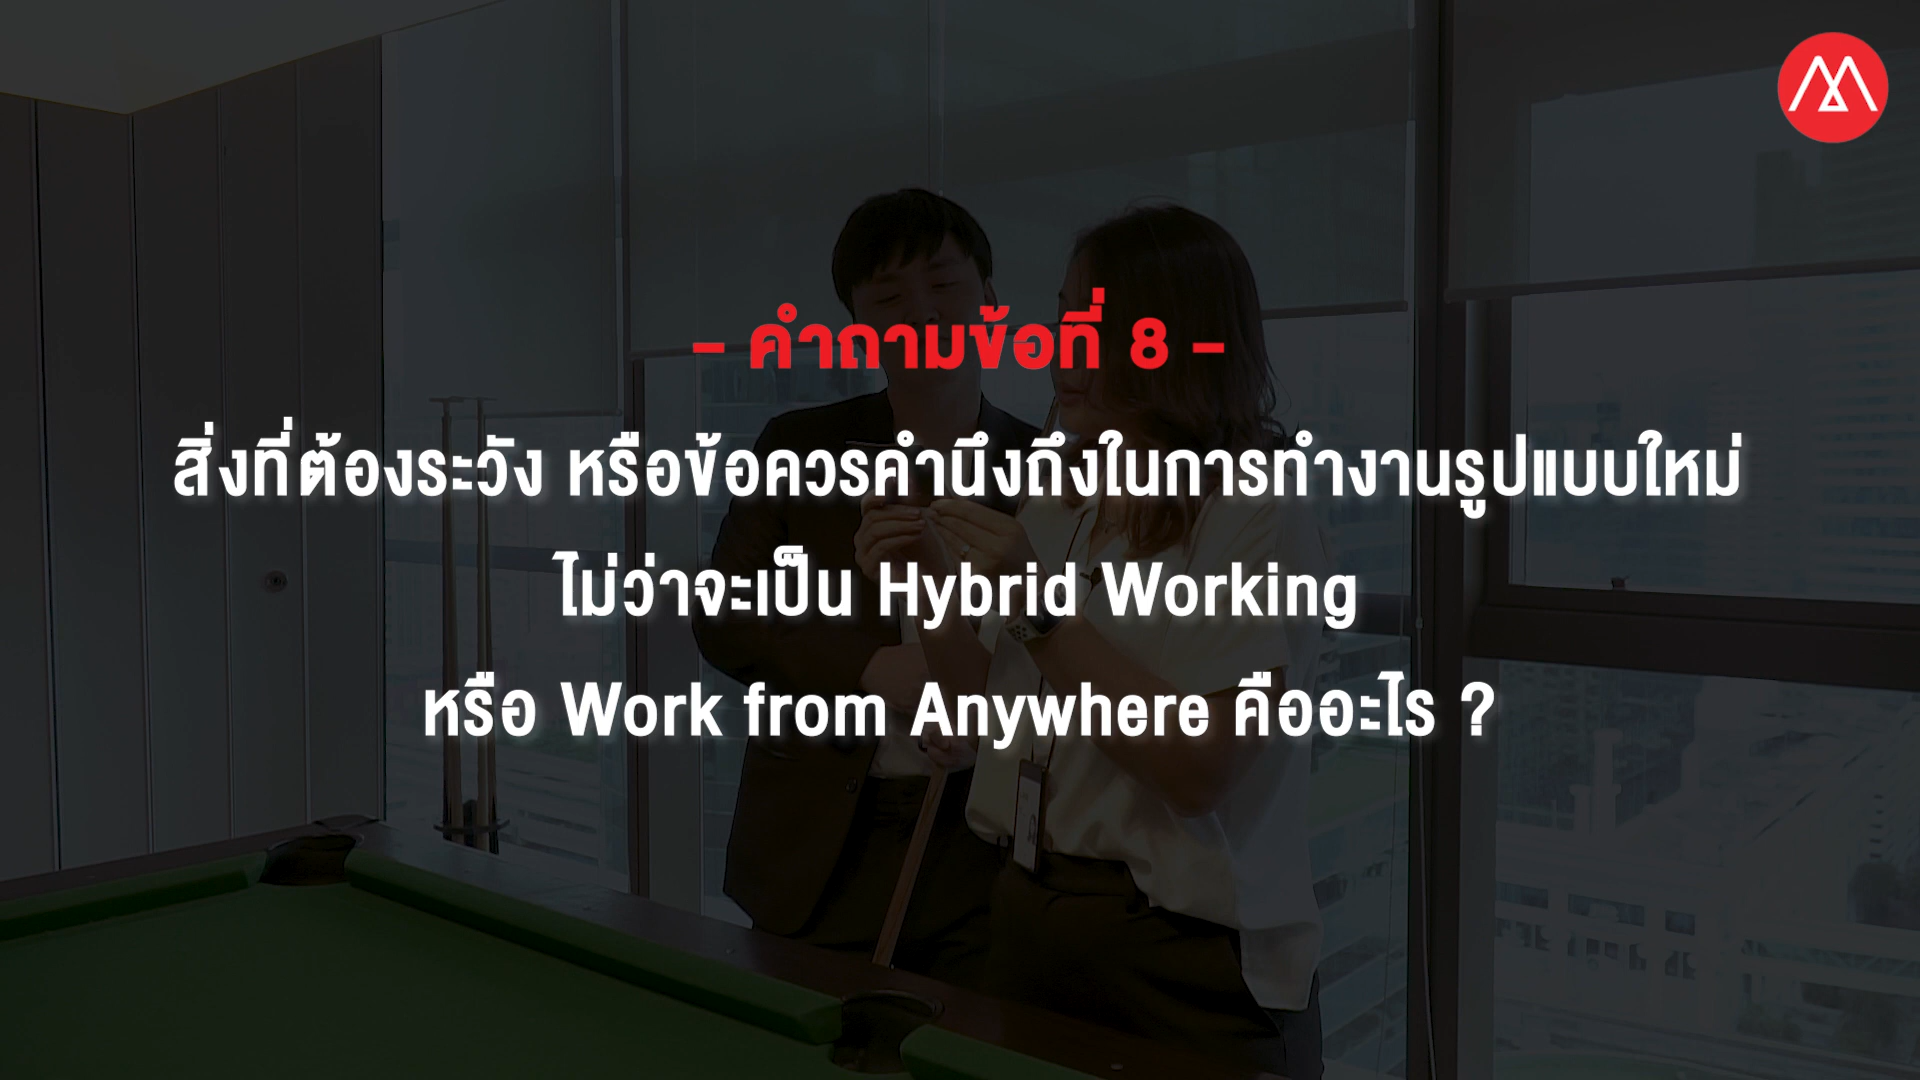 - คำถามข้อที่ 8 -
สิ่งที่ต้องระวัง หรือข้อควรคำนึงถึงในการทำงานรูปแบบใหม่
ไม่ว่าจะเป็น Hybrid Working
หรือ Work from Anywhere คืออะไร ?